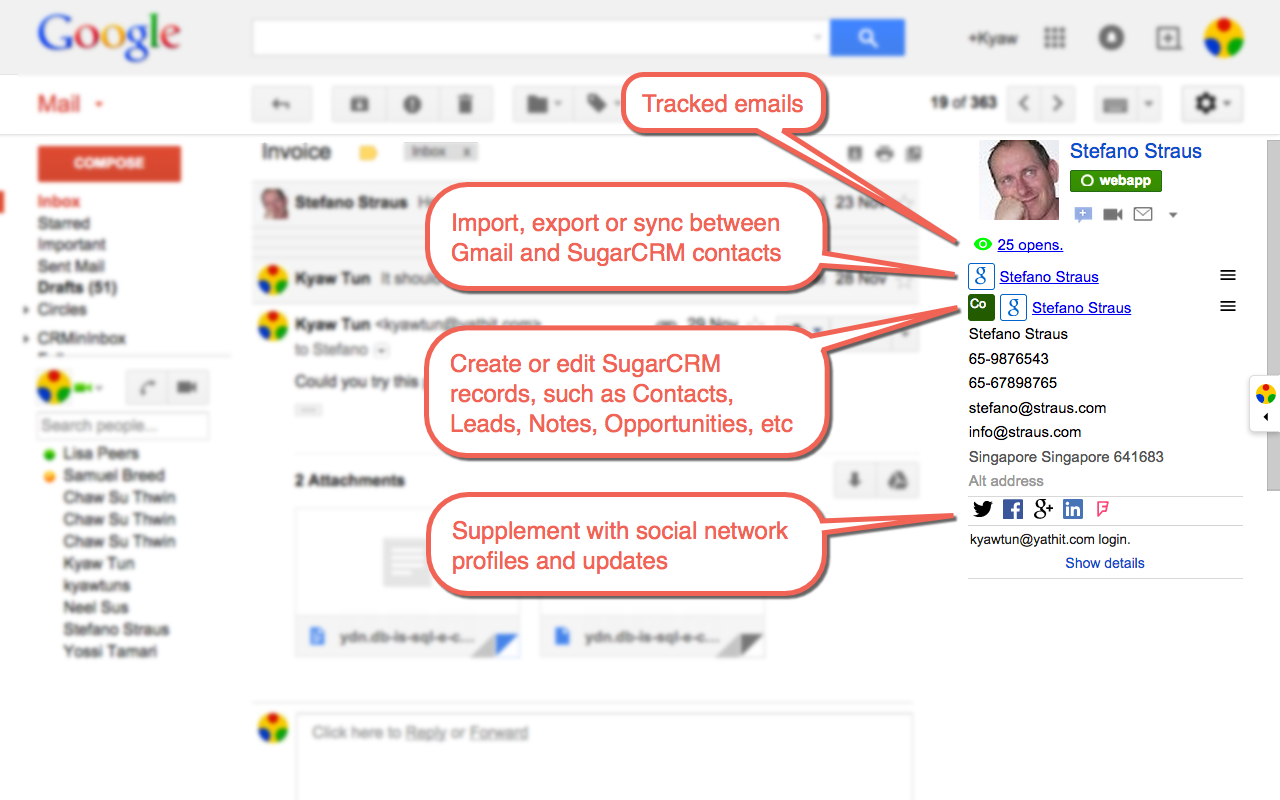 Google
+Kyaw
Mail
19 of 363
Tracked emails
COMPOSE
Invoice
Inbox x
Stefano Straus
23 Nov
Import, export or sync between
Gmail and SugarCRM contacts
Kyaw Tun It shou
28 Nov
Kyaw Tun <kyawtun@yathit.com>
29 Nov
to Stefano
Could you try this
Create or edit SugarCRM
records, such as Contacts,
Leads, Notes, Opportunities, etc
2 Attachments
Supplement with social network
profiles and updates
ydn.db-is-sql-e-c...
ydn.db-is-sql-e-c...
Click here to Reply or Forward
Inbox
Starred
Important
Sent Mail
Drafts (51)
Circles
CRMinInbox
Search people...
Lisa Peers
Samuel Breed
Chaw Su Thwin
Chaw Su Thwin
Chaw Su Thwin
Kyaw Tun
kyawtuns
Neel Sus
Stefano Straus
Yossi Tamari
Stefano Straus
webapp
25 opens.
g Stefano Straus
Co g Stefano Straus
Stefano Straus
65-9876543
65-67898765
stefano@straus.com
info@straus.com
Singapore Singapore 641683
Alt address
g+ in
kyawtun@yathit.com login.
Show details